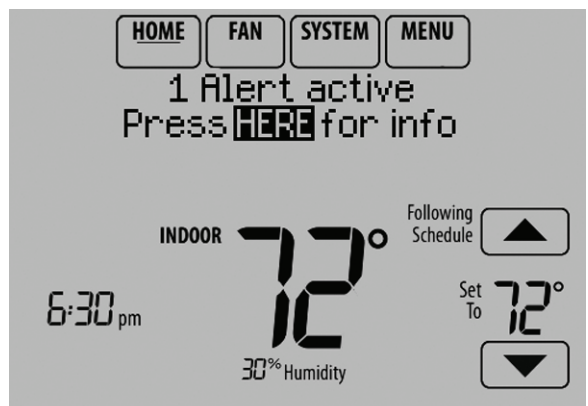 HOME FAN SYSTEM MENU
1 Alert active
Press HERE for info
Following
Schedule
INDOOR 72°
Set
To 72°
6:30 pm
30% Humidity